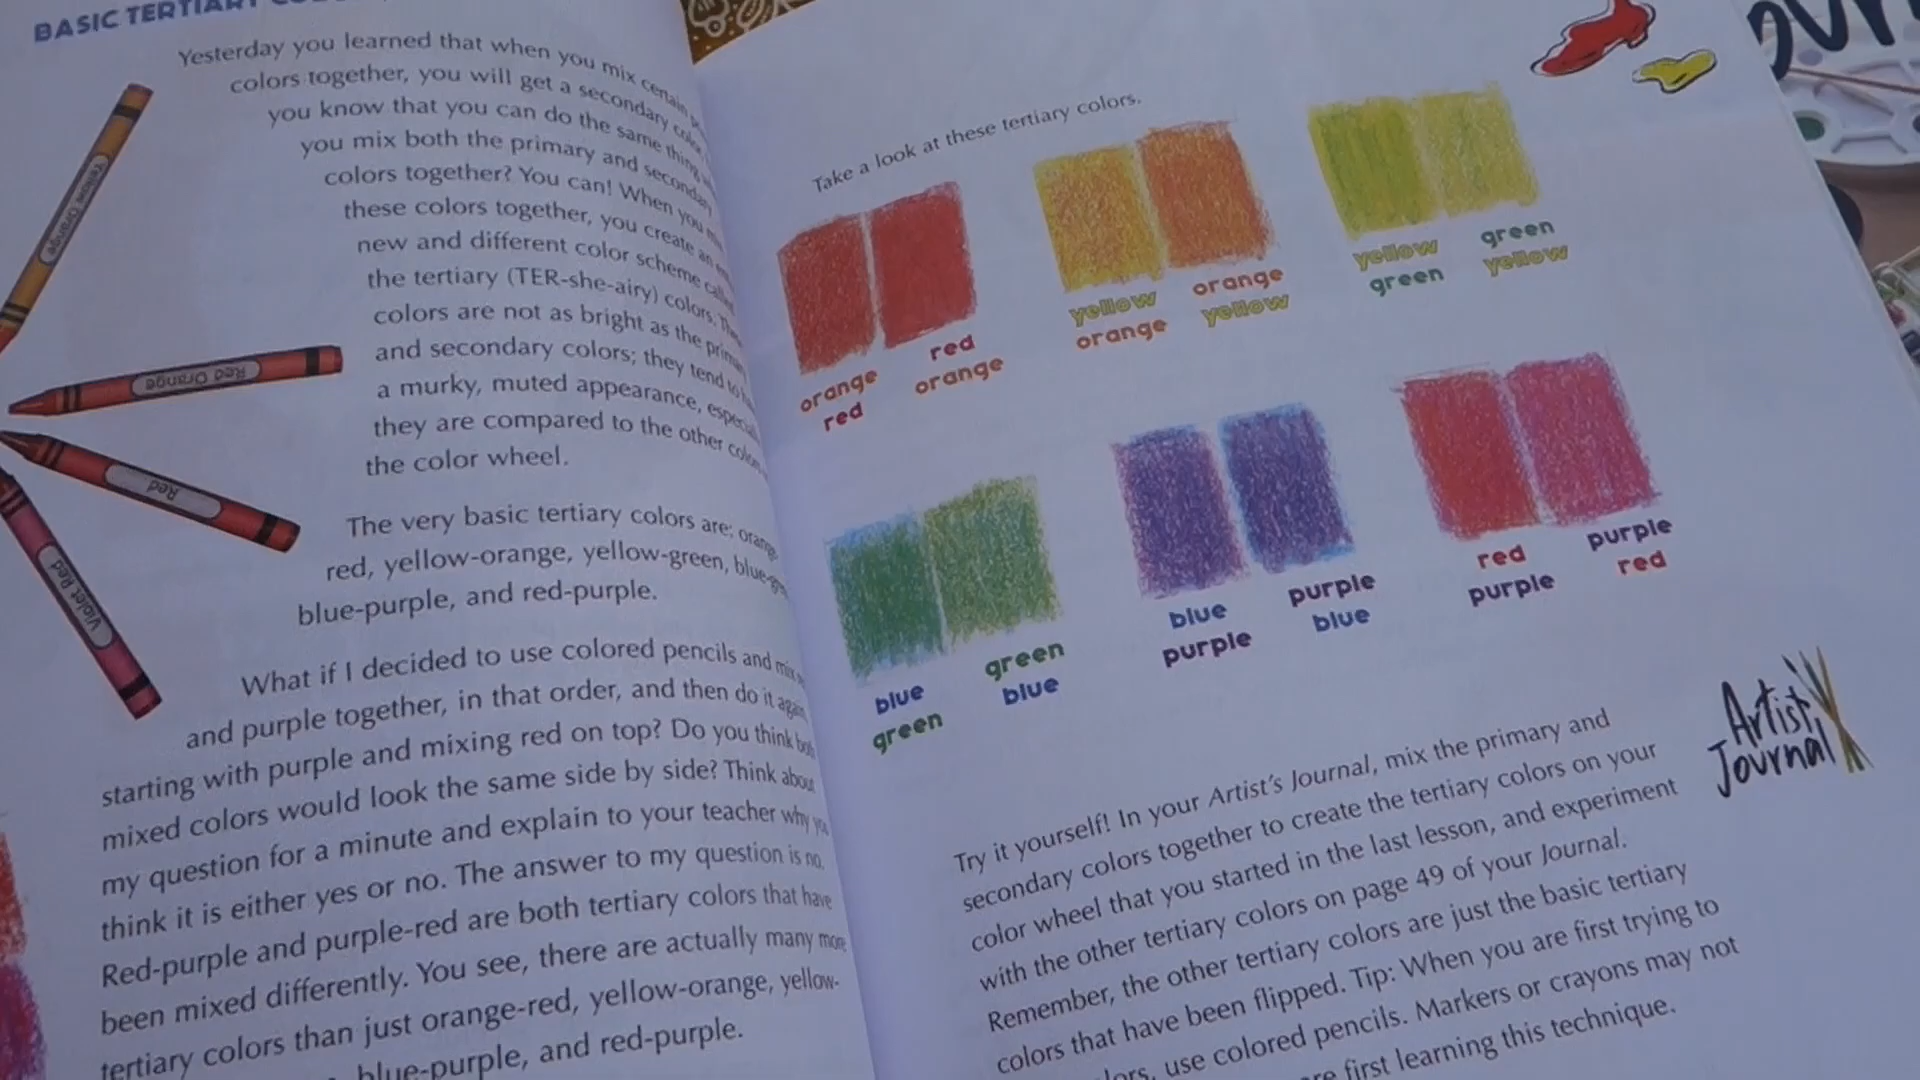 BASIC TERTIARY
Yesterday you learned that when you mix certain
colors together, you will get a secondary color.
you know that you can do the same thing
you mix both the primary and secondary
colors together? You can! When you mix
these colors together, you create an
new and different color scheme called
the tertiary (TER-she-airy) colors. The
colors are not as bright as the
and secondary colors; they tend to
a murky, muted appearance,
they are compared to the other
the color wheel.
The very basic tertiary colors are; orange-
red, yellow-orange, yellow-green,
blue-purple, and red-purple.
What if I decided to use colored pencils and mix
and purple together, in that order, and then do it again,
starting with purple and mixing red on top? Do you think both
mixed colors would look the same side by side? Think about
my question for a minute and explain to your teacher why you
think it is either yes or no. The answer to my question is no.
Red-purple and purple-red are both tertiary colors that have
been mixed differently. You see, there are actually many more
tertiary colors than just orange-red, yellow-orange, yellow-
blue-purple, and red-purple.
Yellow Orange
Red Orange
Red
Violet Red
Take a look at these tertiary colors.
orange
red
red
orange
yellow
orange
orange
yellow
yellow
green
green
yellow
blue
green
green
blue
blue
purple
purple
blue
red
purple
purple
red
Artist
Journal
Try it yourself! In your Artist's Journal, mix the primary and
secondary colors together to create the tertiary colors on your
color wheel that you started in the last lesson, and experiment
with the other tertiary colors on page 49 of your Journal.
Remember, the other tertiary colors are just the basic tertiary
colors that have been flipped. Tip: When you are first trying to
use colored pencils. Markers or crayons may not
first learning this technique.